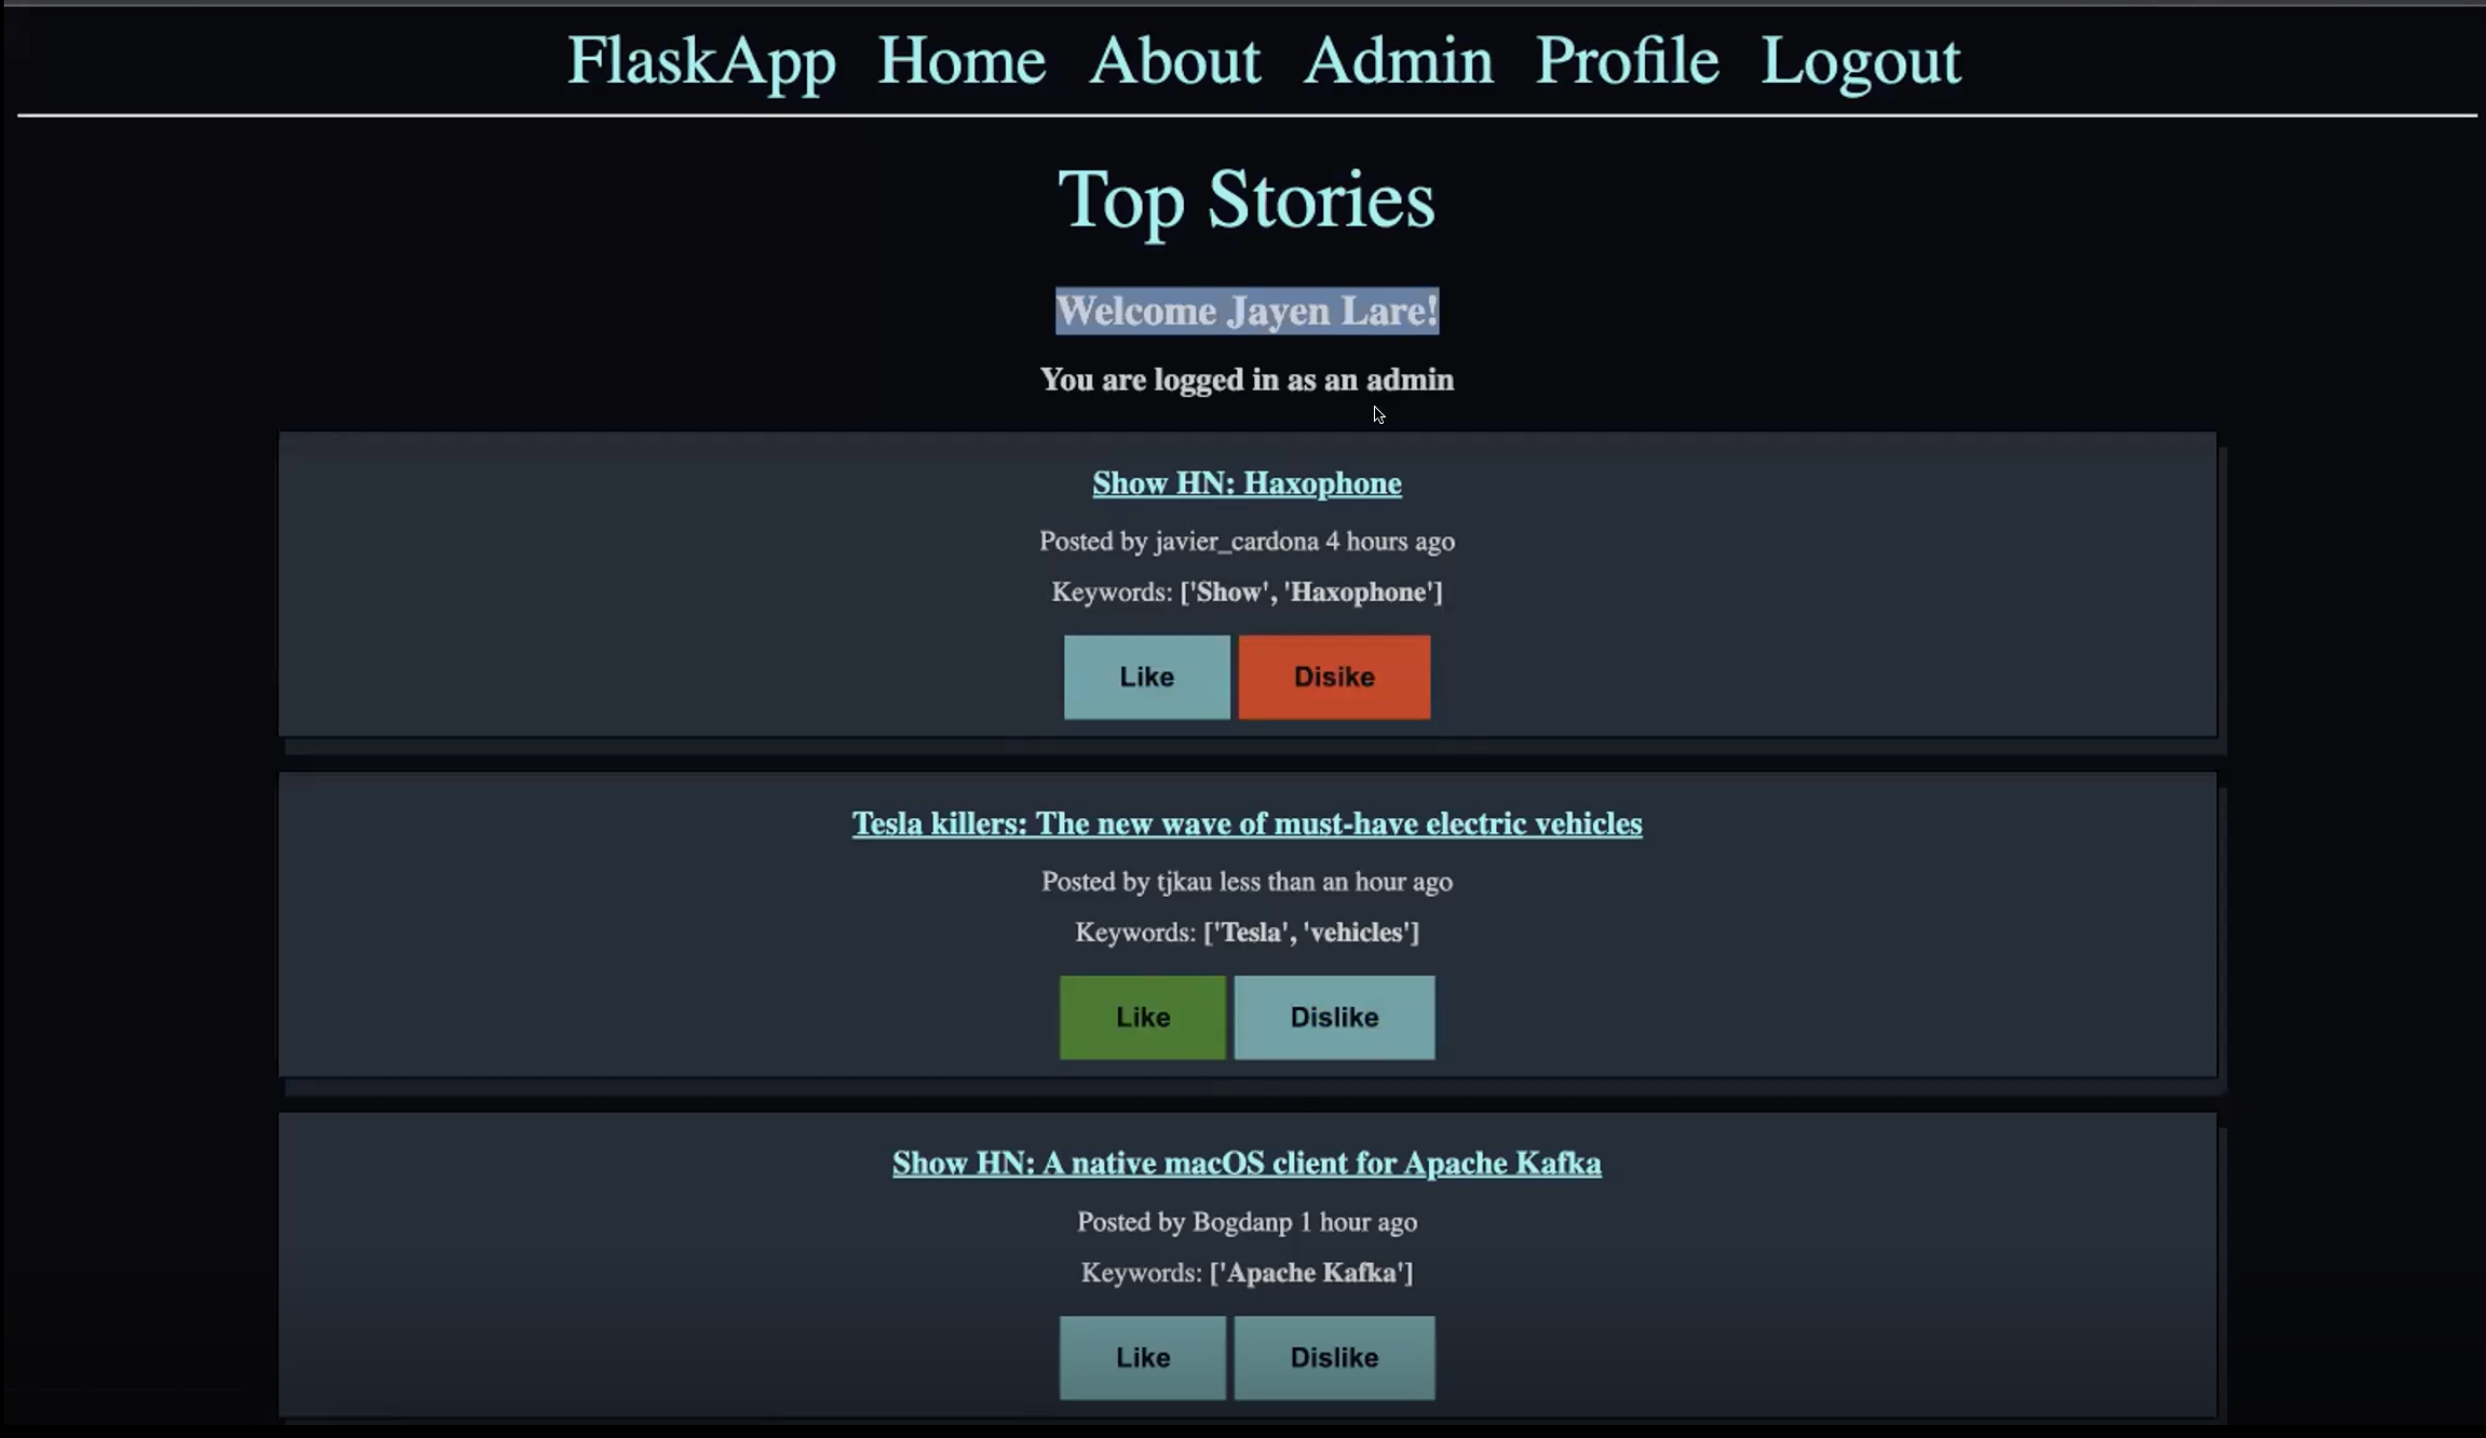 FlaskApp Home About Admin Profile Logout
Top Stories
Welcome Jayen Lare!
You are logged in as an admin
Show HN: Haxophone
Posted by javier_cardona 4 hours ago
Keywords: ['Show', 'Haxophone']
Like Disike
Tesla killers: The new wave of must-have electric vehicles
Posted by tjkau less than an hour ago
Keywords: ['Tesla', 'vehicles']
Like Dislike
Show HN: A native macOS client for Apache Kafka
Posted by Bogdanp 1 hour ago
Keywords: ['Apache Kafka']
Like Dislike